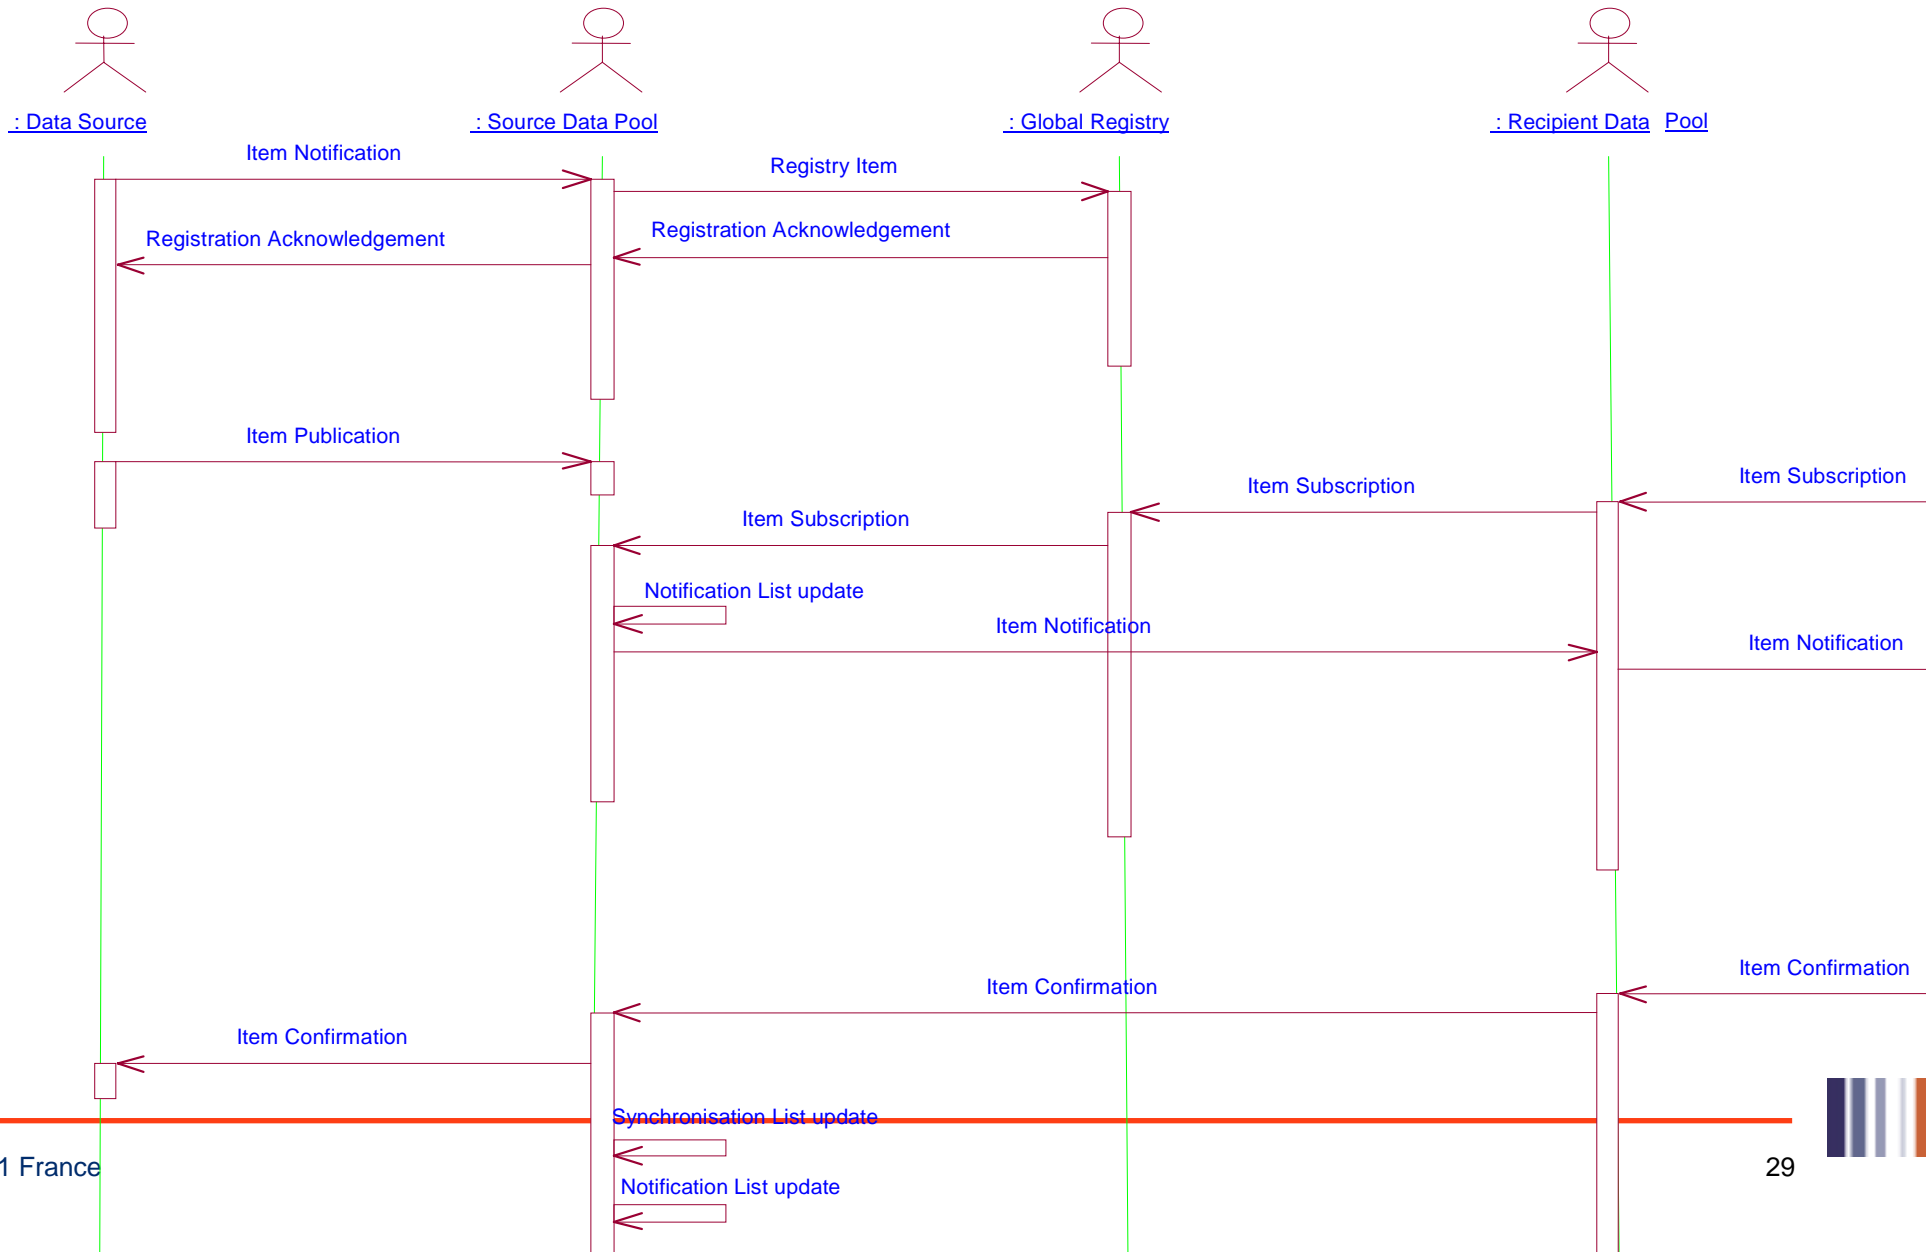 : Data Source
: Source Data Pool
: Global Registry
: Recipient Data Pool
Item Notification
Registry Item
Registration Acknowledgement
Registration Acknowledgement
Item Publication
Item Subscription
Item Subscription
Item Subscription
Notification List update
Item Notification
Item Notification
Item Confirmation
Item Confirmation
Item Confirmation
Synchronisation List update
1 France
29
Notification List update